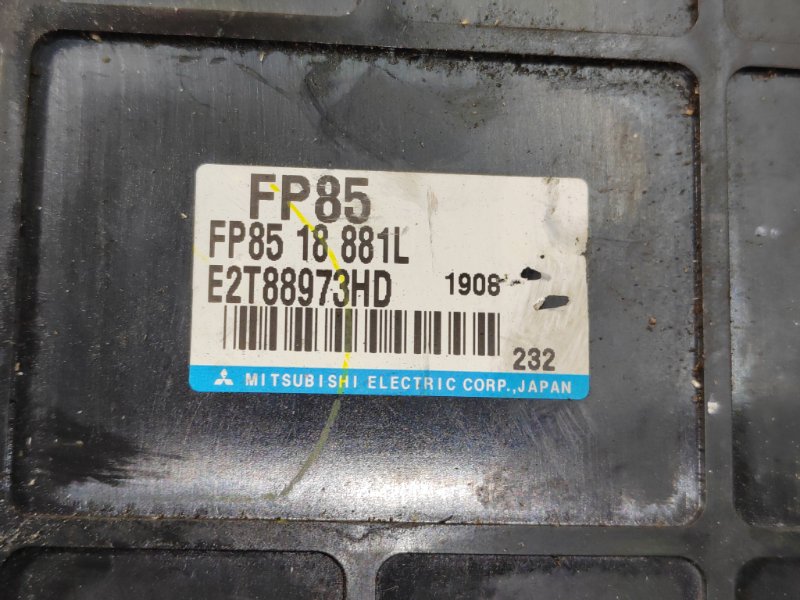 FP85
FP85 18 881L
E2T88973HD 1908
232
MITSUBISHI ELECTRIC CORP., JAPAN